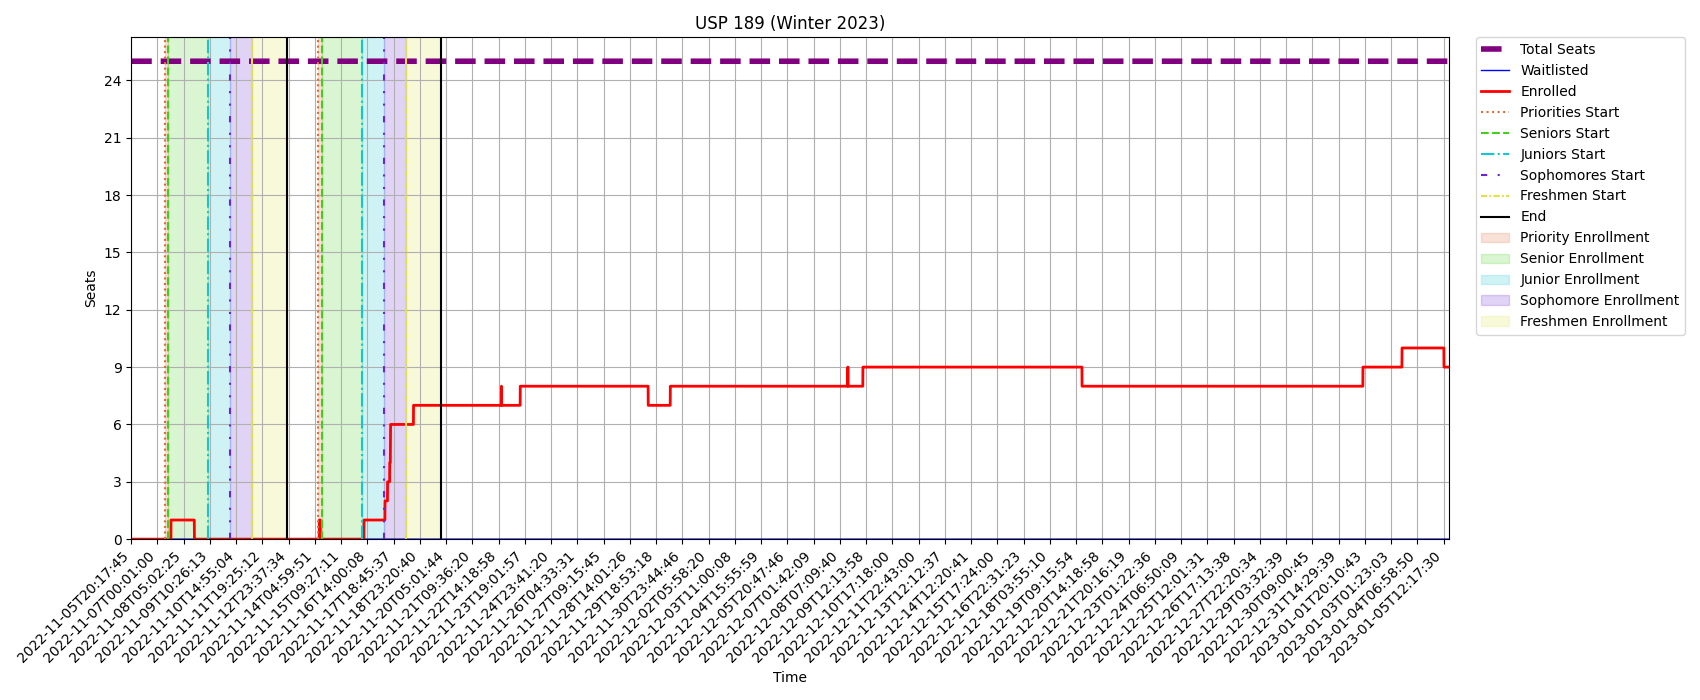 USP 189 (Winter 2023)
Total Seats
Waitlisted
Enrolled
Priorities Start
Seniors Start
Juniors Start
Sophomores Start
Freshmen Start
End
Priority Enrollment
Senior Enrollment
Junior Enrollment
Sophomore Enrollment
Freshmen Enrollment
Seats
24
21
18
15
12
9
6
3
0
2022-11-05T20:17:45
2022-11-07T00:01:00
2022-11-08T05:02:25
2022-11-09T10:26:13
2022-11-10T14:55:04
2022-11-11T19:25:12
2022-11-12T23:37:34
2022-11-14T04:59:51
2022-11-15T09:27:11
2022-11-16T14:00:08
2022-11-17T18:45:37
2022-11-18T23:20:40
2022-11-20T05:01:44
2022-11-21T09:36:20
2022-11-22T14:18:58
2022-11-23T19:01:57
2022-11-24T23:41:20
2022-11-26T04:33:31
2022-11-27T09:15:45
2022-11-28T14:01:26
2022-11-29T18:53:18
2022-11-30T23:44:46
2022-12-02T05:58:20
2022-12-03T11:00:08
2022-12-04T15:55:59
2022-12-05T20:47:46
2022-12-07T01:42:09
2022-12-08T07:09:40
2022-12-09T12:13:58
2022-12-10T17:18:00
2022-12-11T22:43:00
2022-12-13T12:12:37
2022-12-14T12:20:41
2022-12-15T17:24:00
2022-12-16T22:31:23
2022-12-18T03:55:10
2022-12-19T09:15:54
2022-12-20T14:18:58
2022-12-21T20:16:19
2022-12-23T01:22:36
2022-12-24T06:50:09
2022-12-25T12:01:31
2022-12-26T17:13:38
2022-12-27T22:20:34
2022-12-29T03:32:39
2022-12-30T09:00:45
2022-12-31T14:29:39
2023-01-01T20:10:43
2023-01-03T01:23:03
2023-01-04T06:58:50
2023-01-05T12:17:30
Time